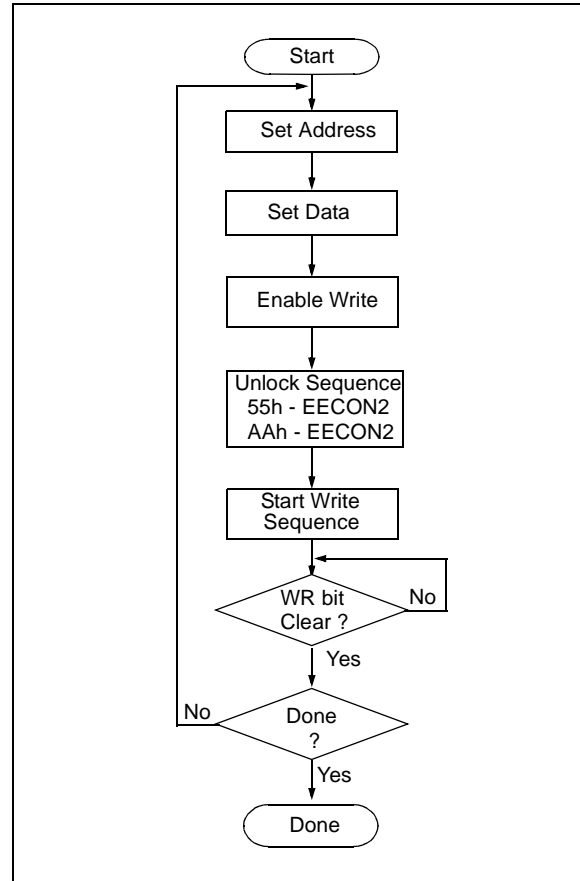 Start
Set Address
Set Data
Enable Write
Unlock Sequence
55h - EECON2
AAh - EECON2
Start Write
Sequence
WR bit
Clear ?
No
Yes
Done
?
No
Yes
Done